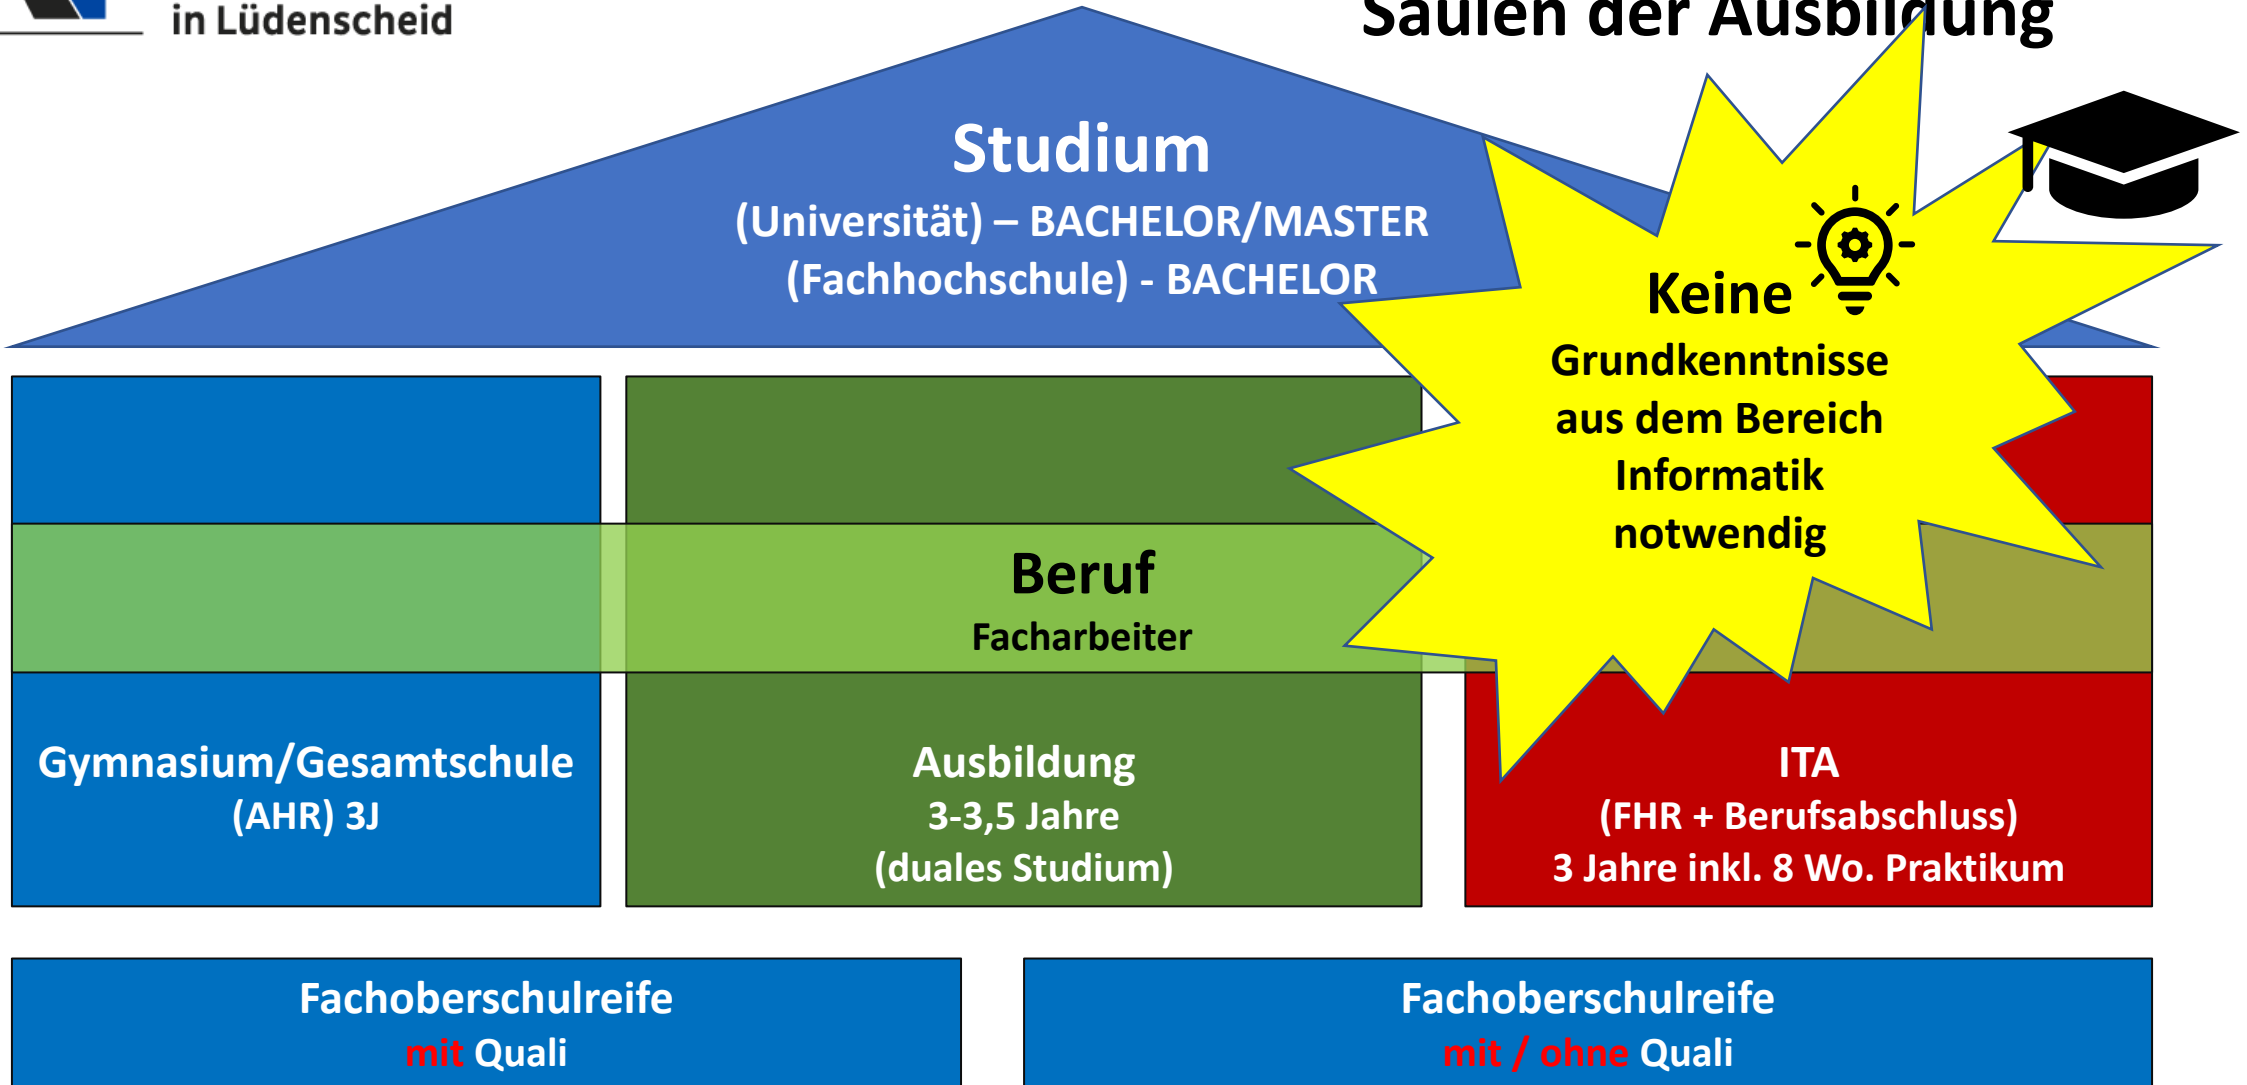 in Lüdenscheid
Säulen der Ausbildung
Studium
(Universität) – BACHELOR/MASTER
(Fachhochschule) - BACHELOR
Keine
Grundkenntnisse
aus dem Bereich
Informatik
notwendig
Beruf
Facharbeiter
Gymnasium/Gesamtschule
(AHR) 3J
Ausbildung
3-3,5 Jahre
(duales Studium)
ITA
(FHR + Berufsabschluss)
3 Jahre inkl. 8 Wo. Praktikum
Fachoberschulreife
mit Quali
Fachoberschulreife
mit / ohne Quali